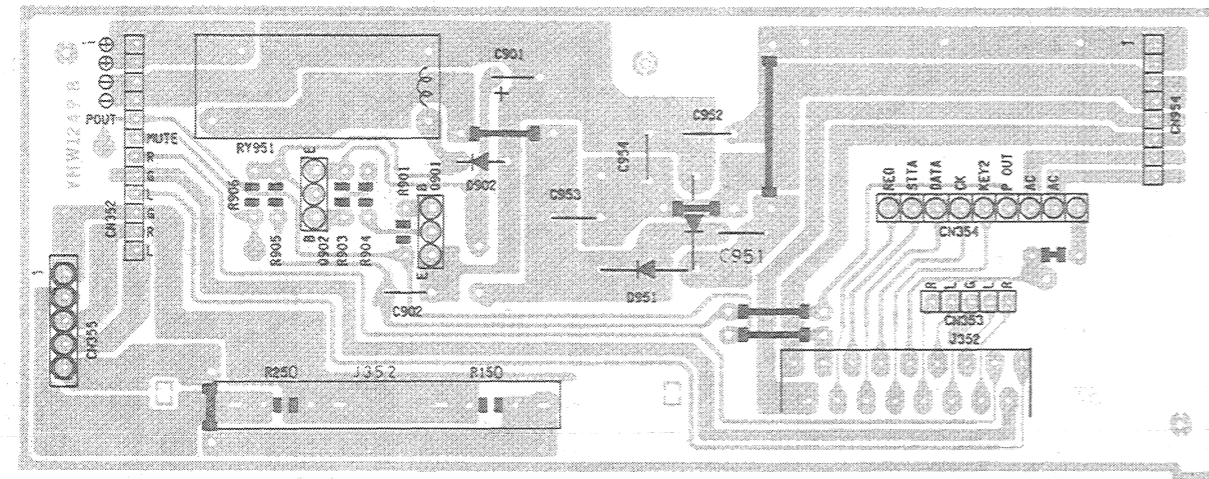 C901
+
POUT
MUTE
R
G
L
G
R
L
CN352
RY951
E
B
Q902
R906
R905
R903
R904
R901
B
Q901
E
D902
C902
C952
C954
C953
C951
D951
1
CN954
REQ
STTA
DATA
CK
KEY2
P OUT
AC
AC
CN354
R
L
G
L
R
CN353
J352
1
CN355
R250
J352
R150